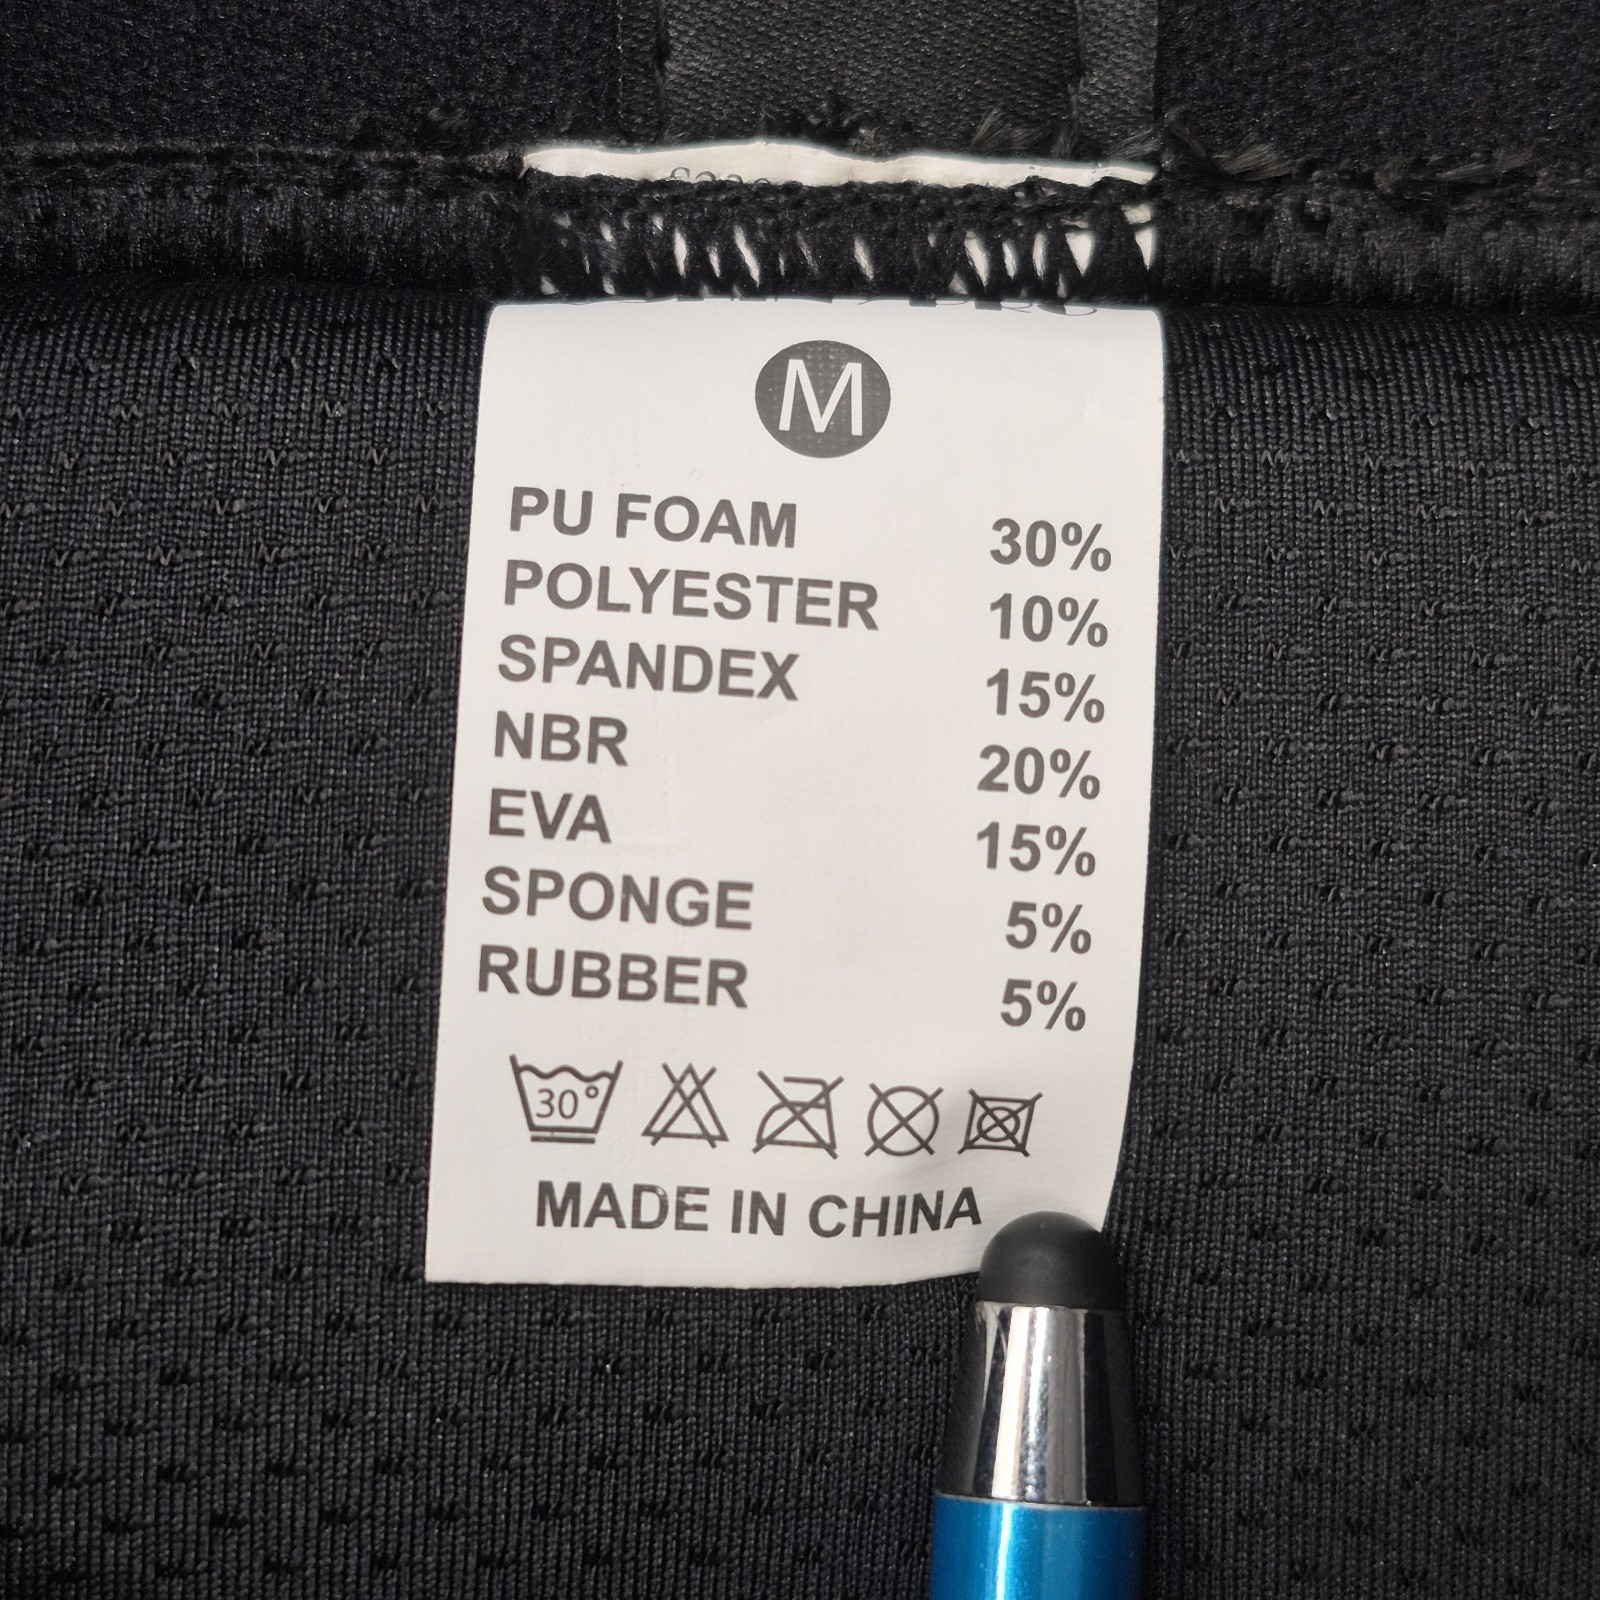 M
PU FOAM 30%
POLYESTER 10%
SPANDEX 15%
NBR 20%
EVA 15%
SPONGE 5%
RUBBER 5%
30°
MADE IN CHINA